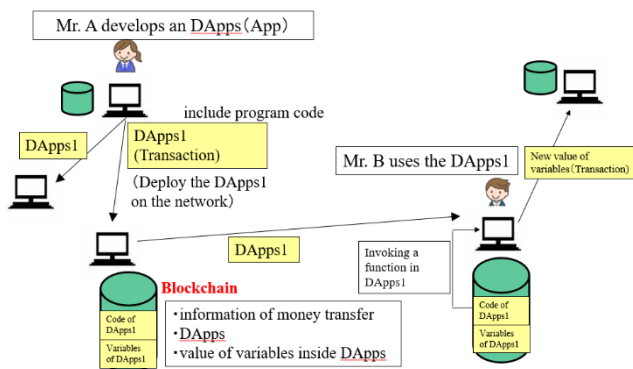 Mr. A develops an DApps(App)
include program code
DApps1
DApps1
(Transaction)
(Deploy the DApps1
on the network)
Mr. B uses the DApps1
New value of
variables(Transaction)
DApps1
Invoking a
function in
DApps1
Blockchain
・information of money transfer
・DApps
・value of variables inside DApps
Code of
DApps1
Variables
of DApps1
Code of
DApps1
Variables
of DApps1